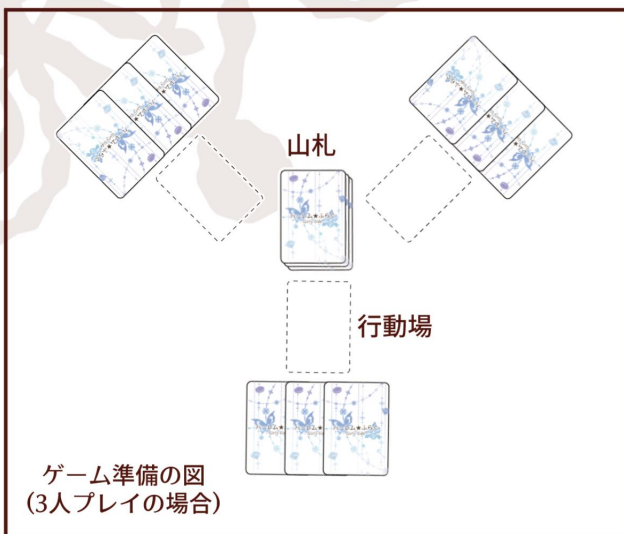 山札
行動場
ゲーム準備の図
(3人プレイの場合)